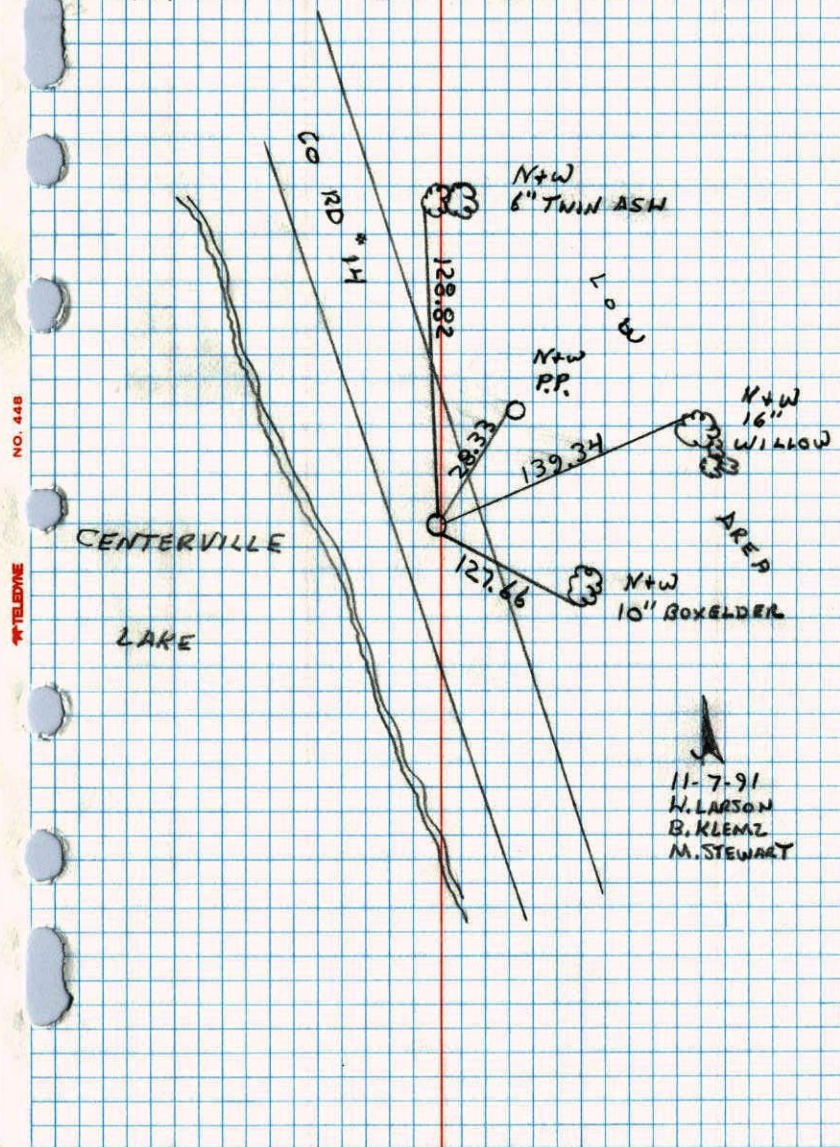 CO RD # 14
N+W
6" TWIN ASH
128.82
LOW
N+W
P.P.
28.33
N+W
16"
WILLOW
139.34
AREA
CENTERVILLE
LAKE
127.66
N+W
10" BOXELDER
11-7-91
W. LARSON
B. KLEMZ
M. STEWART
NO. 448
TELEDYNE